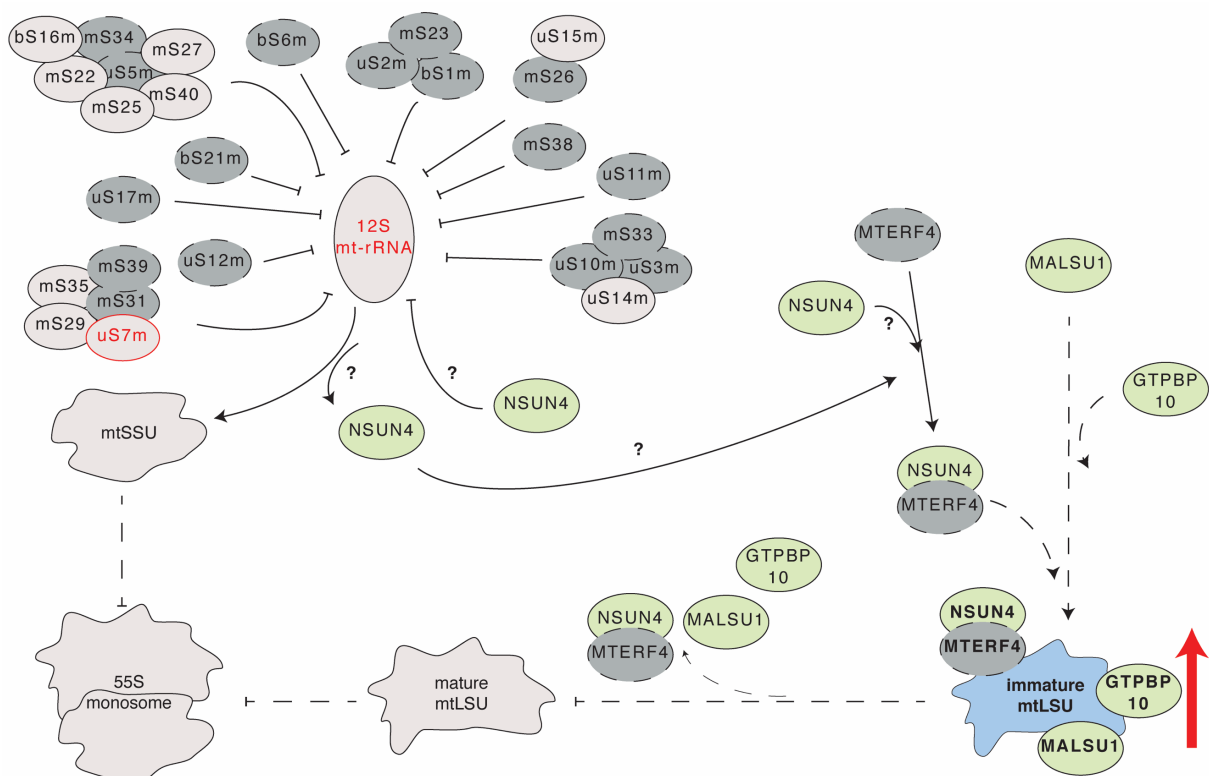 bS16m
mS34
mS27
mS22
uS5m
mS25
mS40
bS6m
mS23
uS2m
bS1m
uS15m
mS26
mS38
bS21m
uS11m
uS17m
12S
mt-rRNA
mS33
uS10m
uS3m
uS14m
uS12m
mS39
mS35
mS31
mS29
uS7m
MTERF4
MALSU1
NSUN4
?
?
?
NSUN4
GTPBP
10
mtSSU
NSUN4
?
NSUN4
MTERF4
GTPBP
10
NSUN4
MTERF4
MALSU1
NSUN4
MTERF4
55S
monosome
mature
mtLSU
immature
mtLSU
GTPBP
10
MALSU1